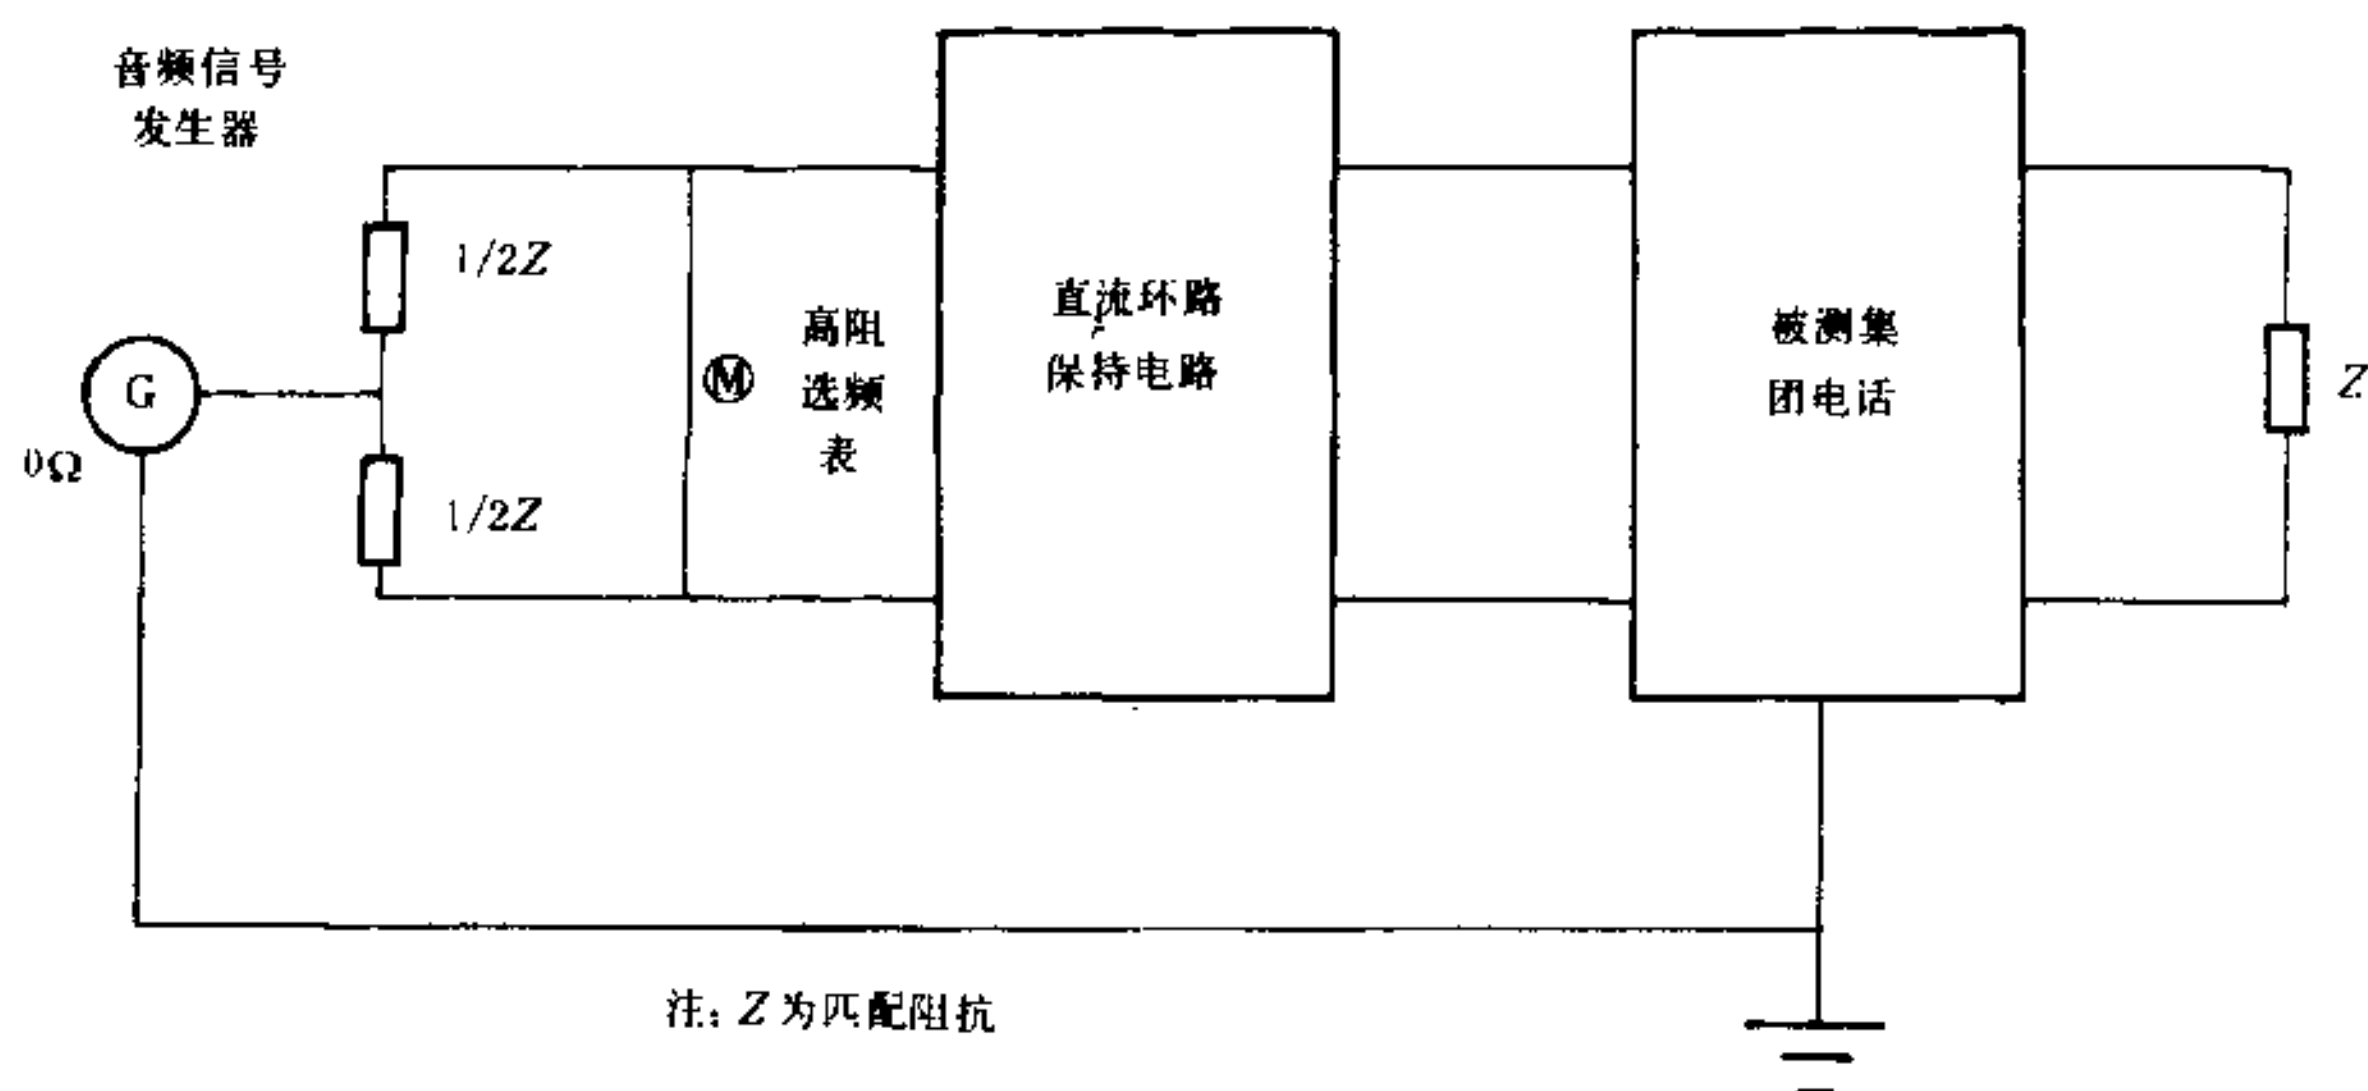 音频信号
发生器
1/2Z
G
0Ω
1/2Z
M
高阻
选频
表
直流环路
保持电路
被测集
团电话
Z
注:Z为匹配阻抗